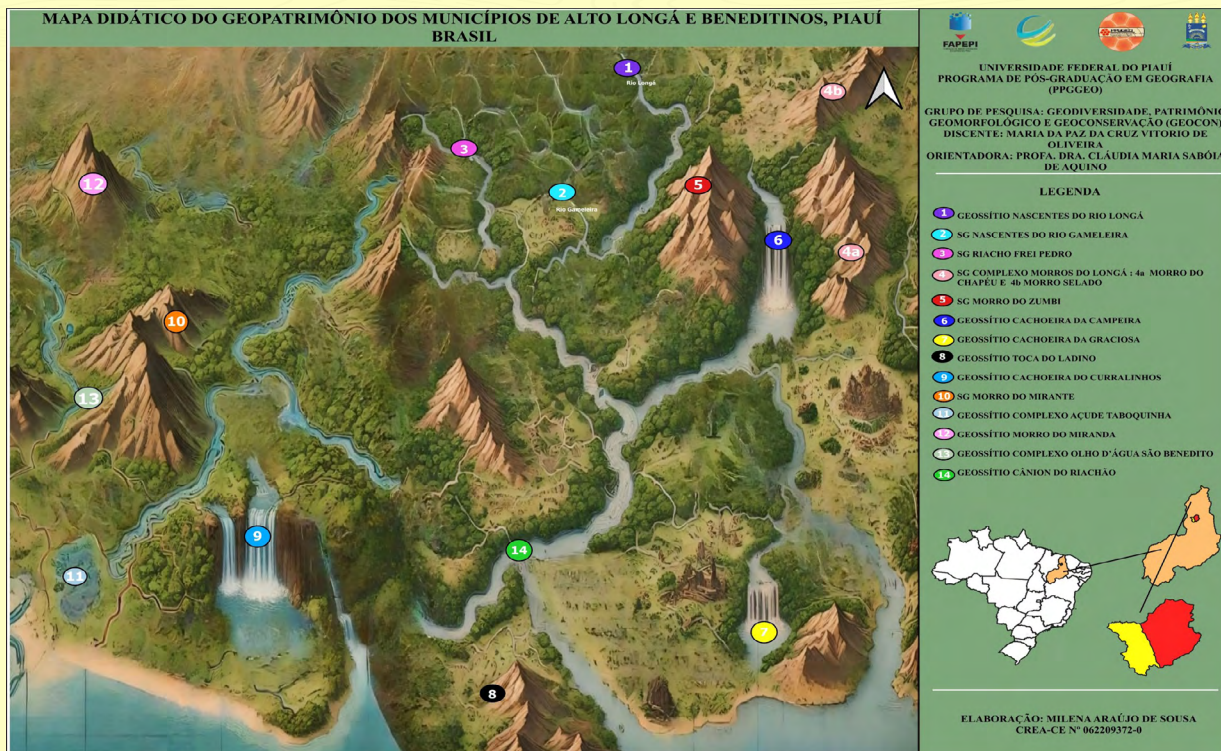 MAPA DIDÁTICO DO GEOPATRIMÔNIO DOS MUNICÍPIOS DE ALTO LONGÁ E BENEDITINOS, PIAUÍ
BRASIL
1
Rio Longá
4b
3
12
2
Rio Gameleira
5
6
4a
10
13
9
14
11
7
8
FAPEPI
UNIVERSIDADE FEDERAL DO PIAUÍ
PROGRAMA DE PÓS-GRADUAÇÃO EM GEOGRAFIA
(PPGGEO)
GRUPO DE PESQUISA: GEODIVERSIDADE, PATRIMÔNIO
GEOMORFOLÓGICO E GEOCONSERVAÇÃO (GEOCON)
DISCENTE: MARIA DA PAZ DA CRUZ VITORIO DE
OLIVEIRA
ORIENTADORA: PROFA. DRA. CLÁUDIA MARIA SABÓIA
DE AQUINO
LEGENDA
1 GEOSSÍTIO NASCENTES DO RIO LONGÁ
2 SG NASCENTES DO RIO GAMELEIRA
3 SG RIACHO FREI PEDRO
4 SG COMPLEXO MORROS DO LONGÁ : 4a MORRO DO
CHAPÉU E 4b MORRO SELADO
5 SG MORRO DO ZUMBI
6 GEOSSÍTIO CACHOEIRA DA CAMPEIRA
7 GEOSSÍTIO CACHOEIRA DA GRACIOSA
8 GEOSSÍTIO TOCA DO LADINO
9 GEOSSÍTIO CACHOEIRA DO CURRALINHOS
10 SG MORRO DO MIRANTE
11 GEOSSÍTIO COMPLEXO AÇUDE TABOQUINHA
12 GEOSSÍTIO MORRO DO MIRANDA
13 GEOSSÍTIO COMPLEXO OLHO D'ÁGUA SÃO BENEDITO
14 GEOSSÍTIO CÂNION DO RIACHÃO
ELABORAÇÃO: MILENA ARAÚJO DE SOUSA
CREA-CE Nº 062209372-0